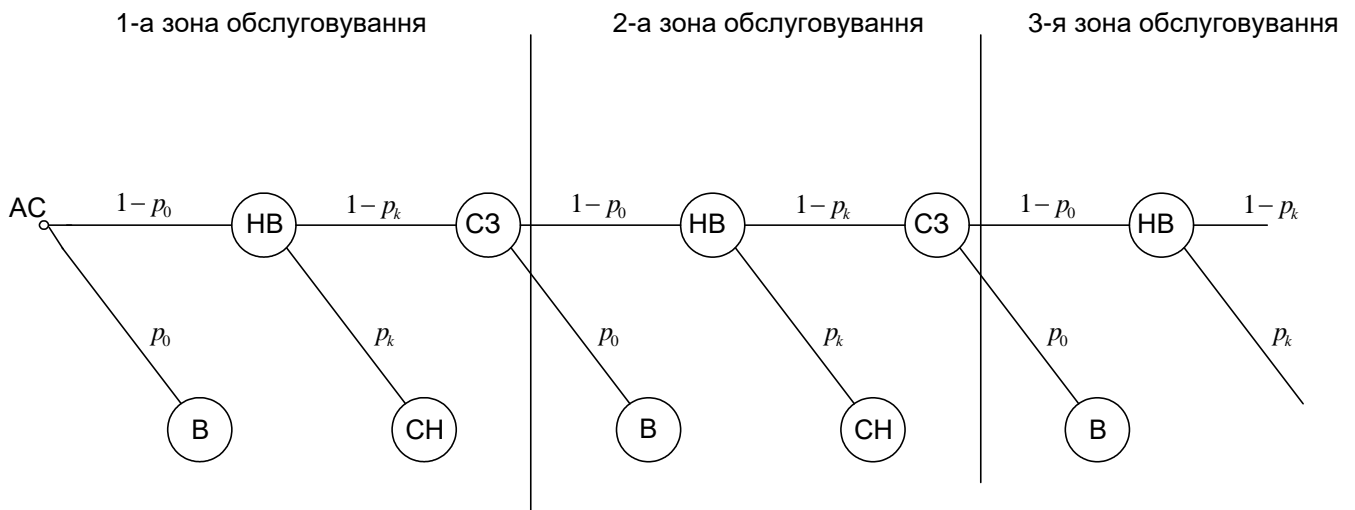 1-а зона обслуговування
2-а зона обслуговування
3-я зона обслуговування
АС
1 − p₀
НВ
1 − pₖ
СЗ
1 − p₀
НВ
1 − pₖ
СЗ
1 − p₀
НВ
1 − pₖ
p₀
pₖ
p₀
pₖ
p₀
pₖ
В
СН
В
СН
В